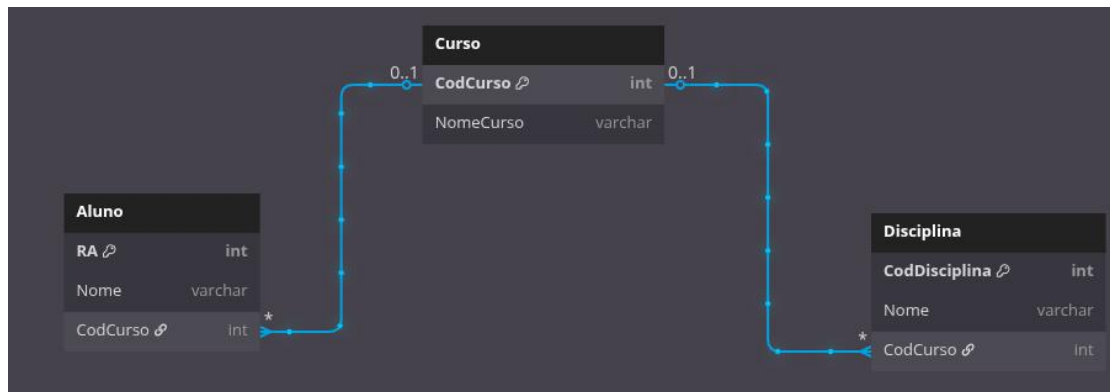 Curso
0..1
CodCurso int
0..1
NomeCurso varchar
Aluno
RA int
Nome varchar
CodCurso int
*
Disciplina
CodDisciplina int
Nome varchar
*
CodCurso int